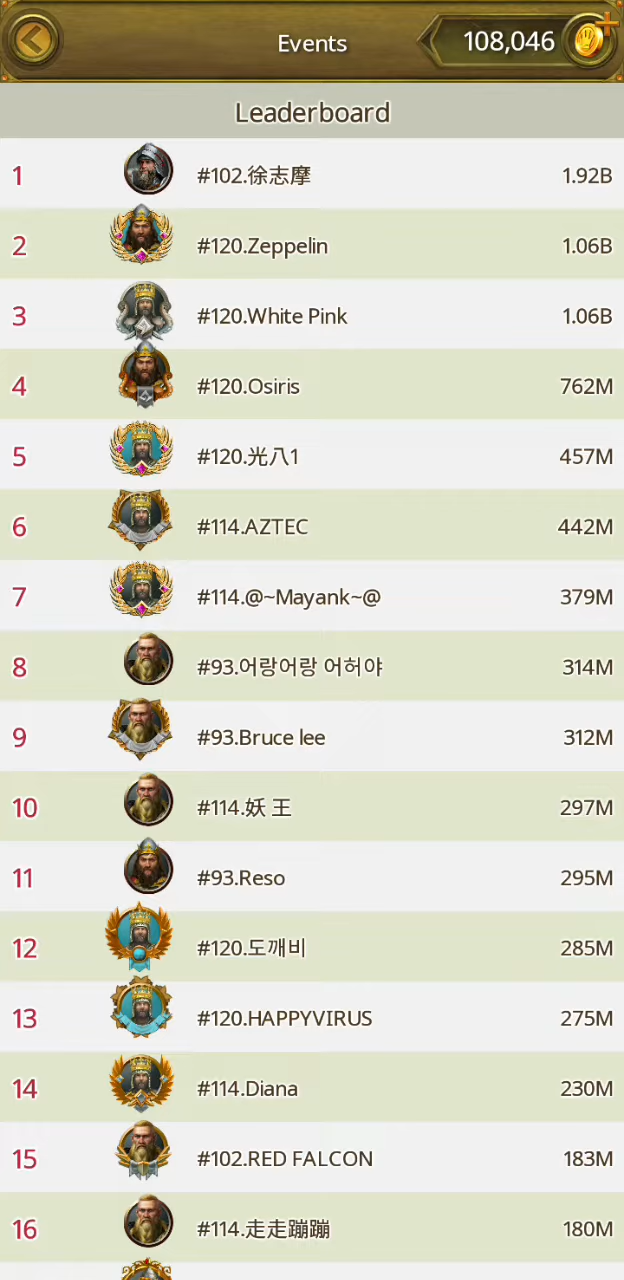 Events
108,046
Leaderboard
1 #102.徐志摩 1.92B
2 #120.Zeppelin 1.06B
3 #120.White Pink 1.06B
4 #120.Osiris 762M
5 #120.光八1 457M
6 #114.AZTEC 442M
7 #114.@~Mayank~@ 379M
8 #93.어랑어랑 어허야 314M
9 #93.Bruce lee 312M
10 #114.妖 王 297M
11 #93.Reso 295M
12 #120.도깨비 285M
13 #120.HAPPYVIRUS 275M
14 #114.Diana 230M
15 #102.RED FALCON 183M
16 #114.走走蹦蹦 180M